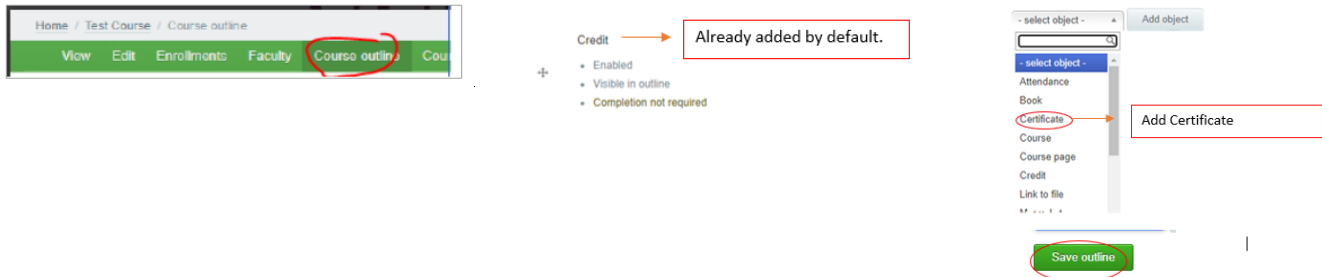 Home / Test Course / Course outline
View Edit Enrollments Faculty Course outline Cour
Credit
Already added by default.
Enabled
Visible in outline
Completion not required
- select object -
Add object
- select object -
Attendance
Book
Certificate
Add Certificate
Course
Course page
Credit
Link to file
Save outline